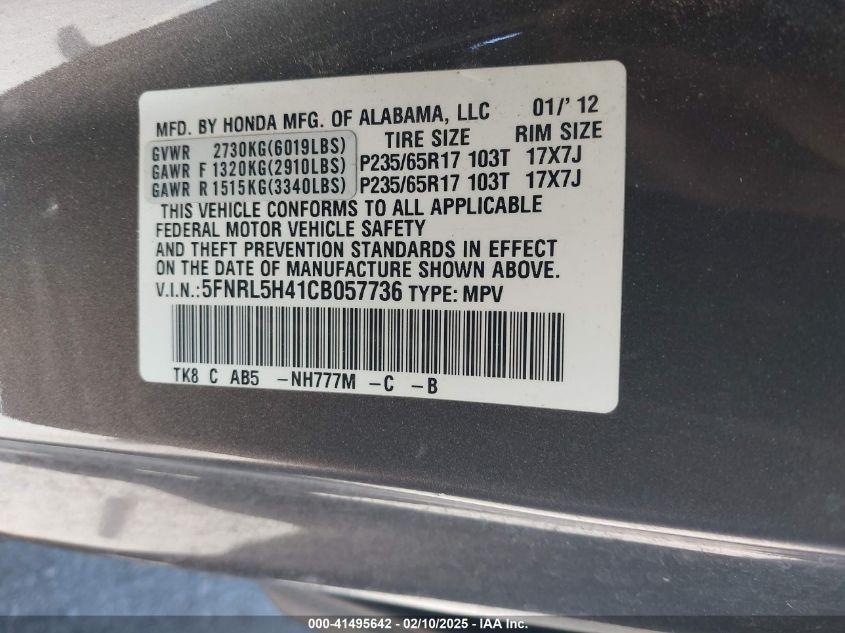 MFD. BY HONDA MFG. OF ALABAMA, LLC 01/' 12
TIRE SIZE RIM SIZE
GVWR 2730KG(6019LBS)
GAWR F 1320KG(2910LBS) P235/65R17 103T 17X7J
GAWR R 1515KG(3340LBS) P235/65R17 103T 17X7J
THIS VEHICLE CONFORMS TO ALL APPLICABLE
FEDERAL MOTOR VEHICLE SAFETY
AND THEFT PREVENTION STANDARDS IN EFFECT
ON THE DATE OF MANUFACTURE SHOWN ABOVE.
V.I.N.:5FNRL5H41CB057736 TYPE: MPV
TK8 C AB5 -NH777M -C -B
000-41495642 - 02/10/2025 - IAA Inc.